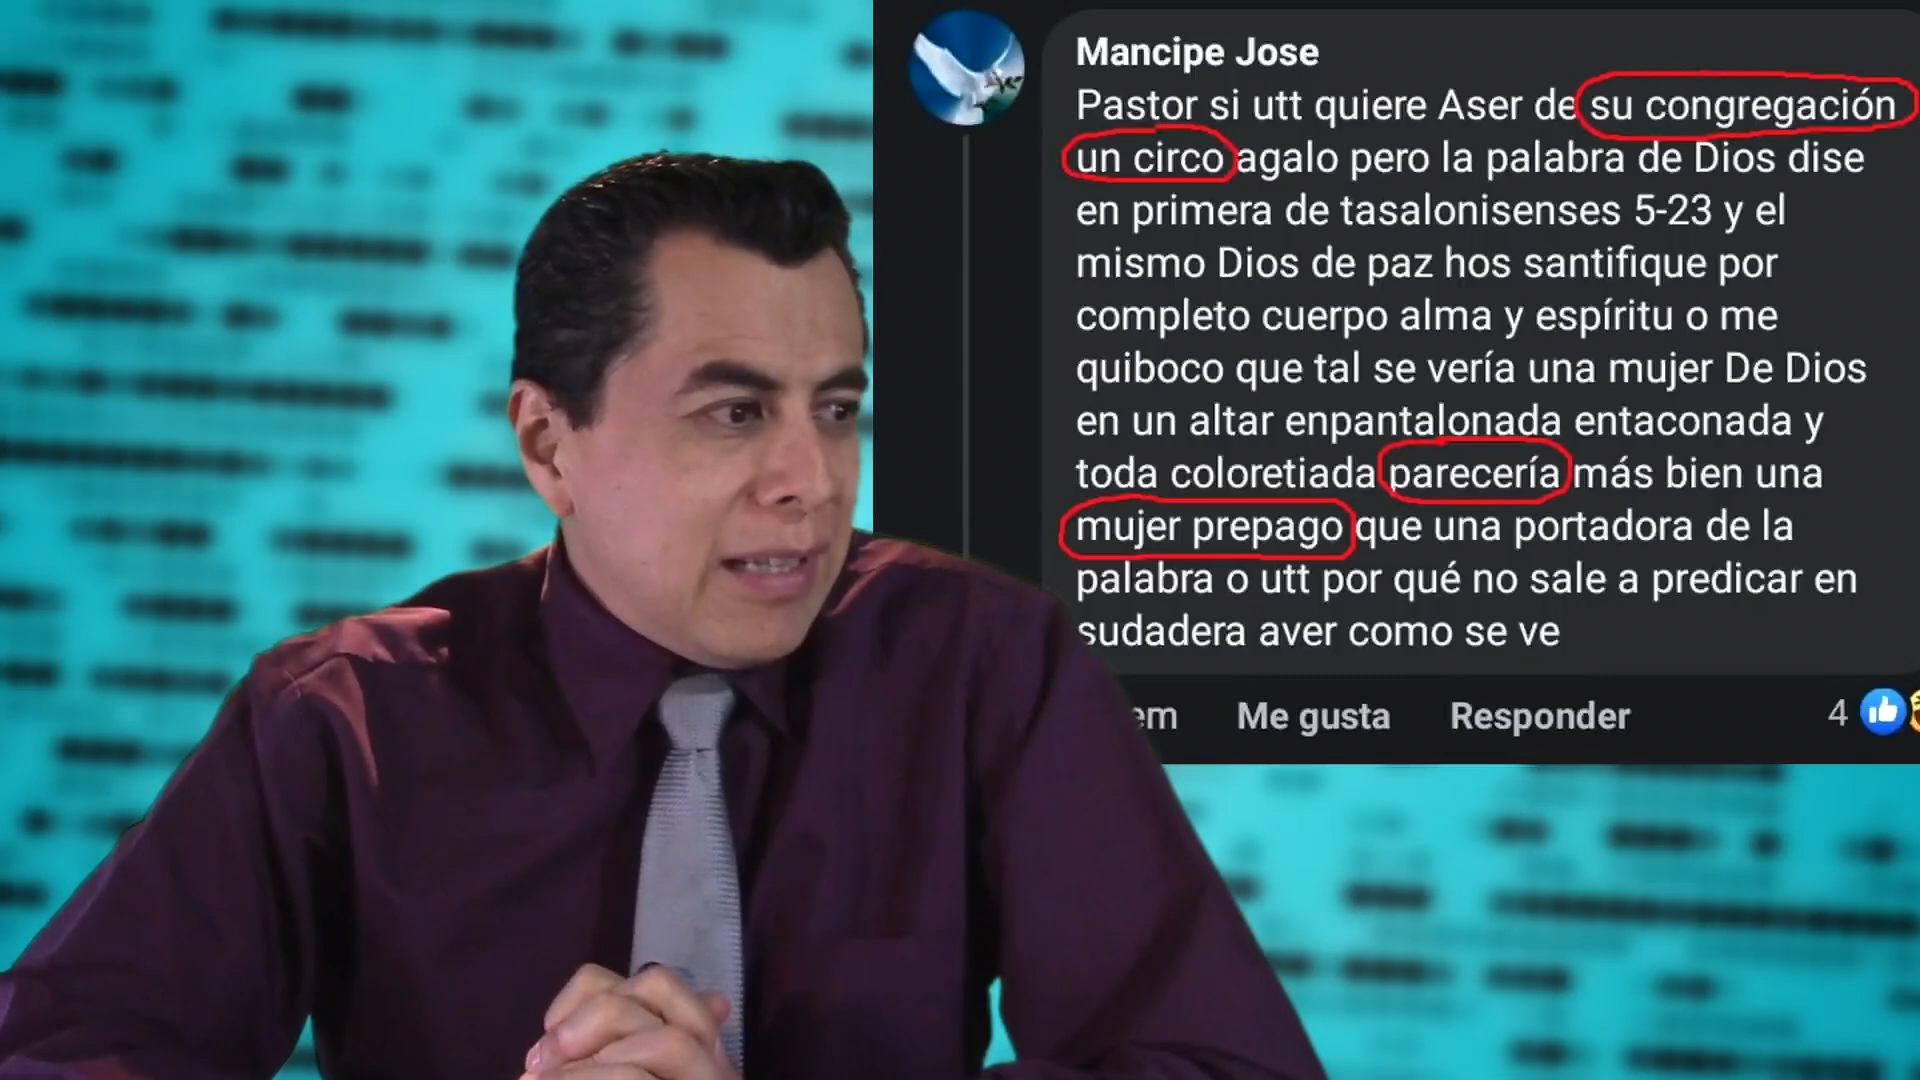 Mancipe Jose
Pastor si utt quiere Aser de su congregación
un circo agalo pero la palabra de Dios dise
en primera de tasalonisenses 5-23 y el
mismo Dios de paz hos santifique por
completo cuerpo alma y espíritu o me
quiboco que tal se vería una mujer De Dios
en un altar enpantalonada entaconada y
toda coloretiada parecería más bien una
mujer prepago que una portadora de la
palabra o utt por qué no sale a predicar en
sudadera aver como se ve
Me gusta Responder 4